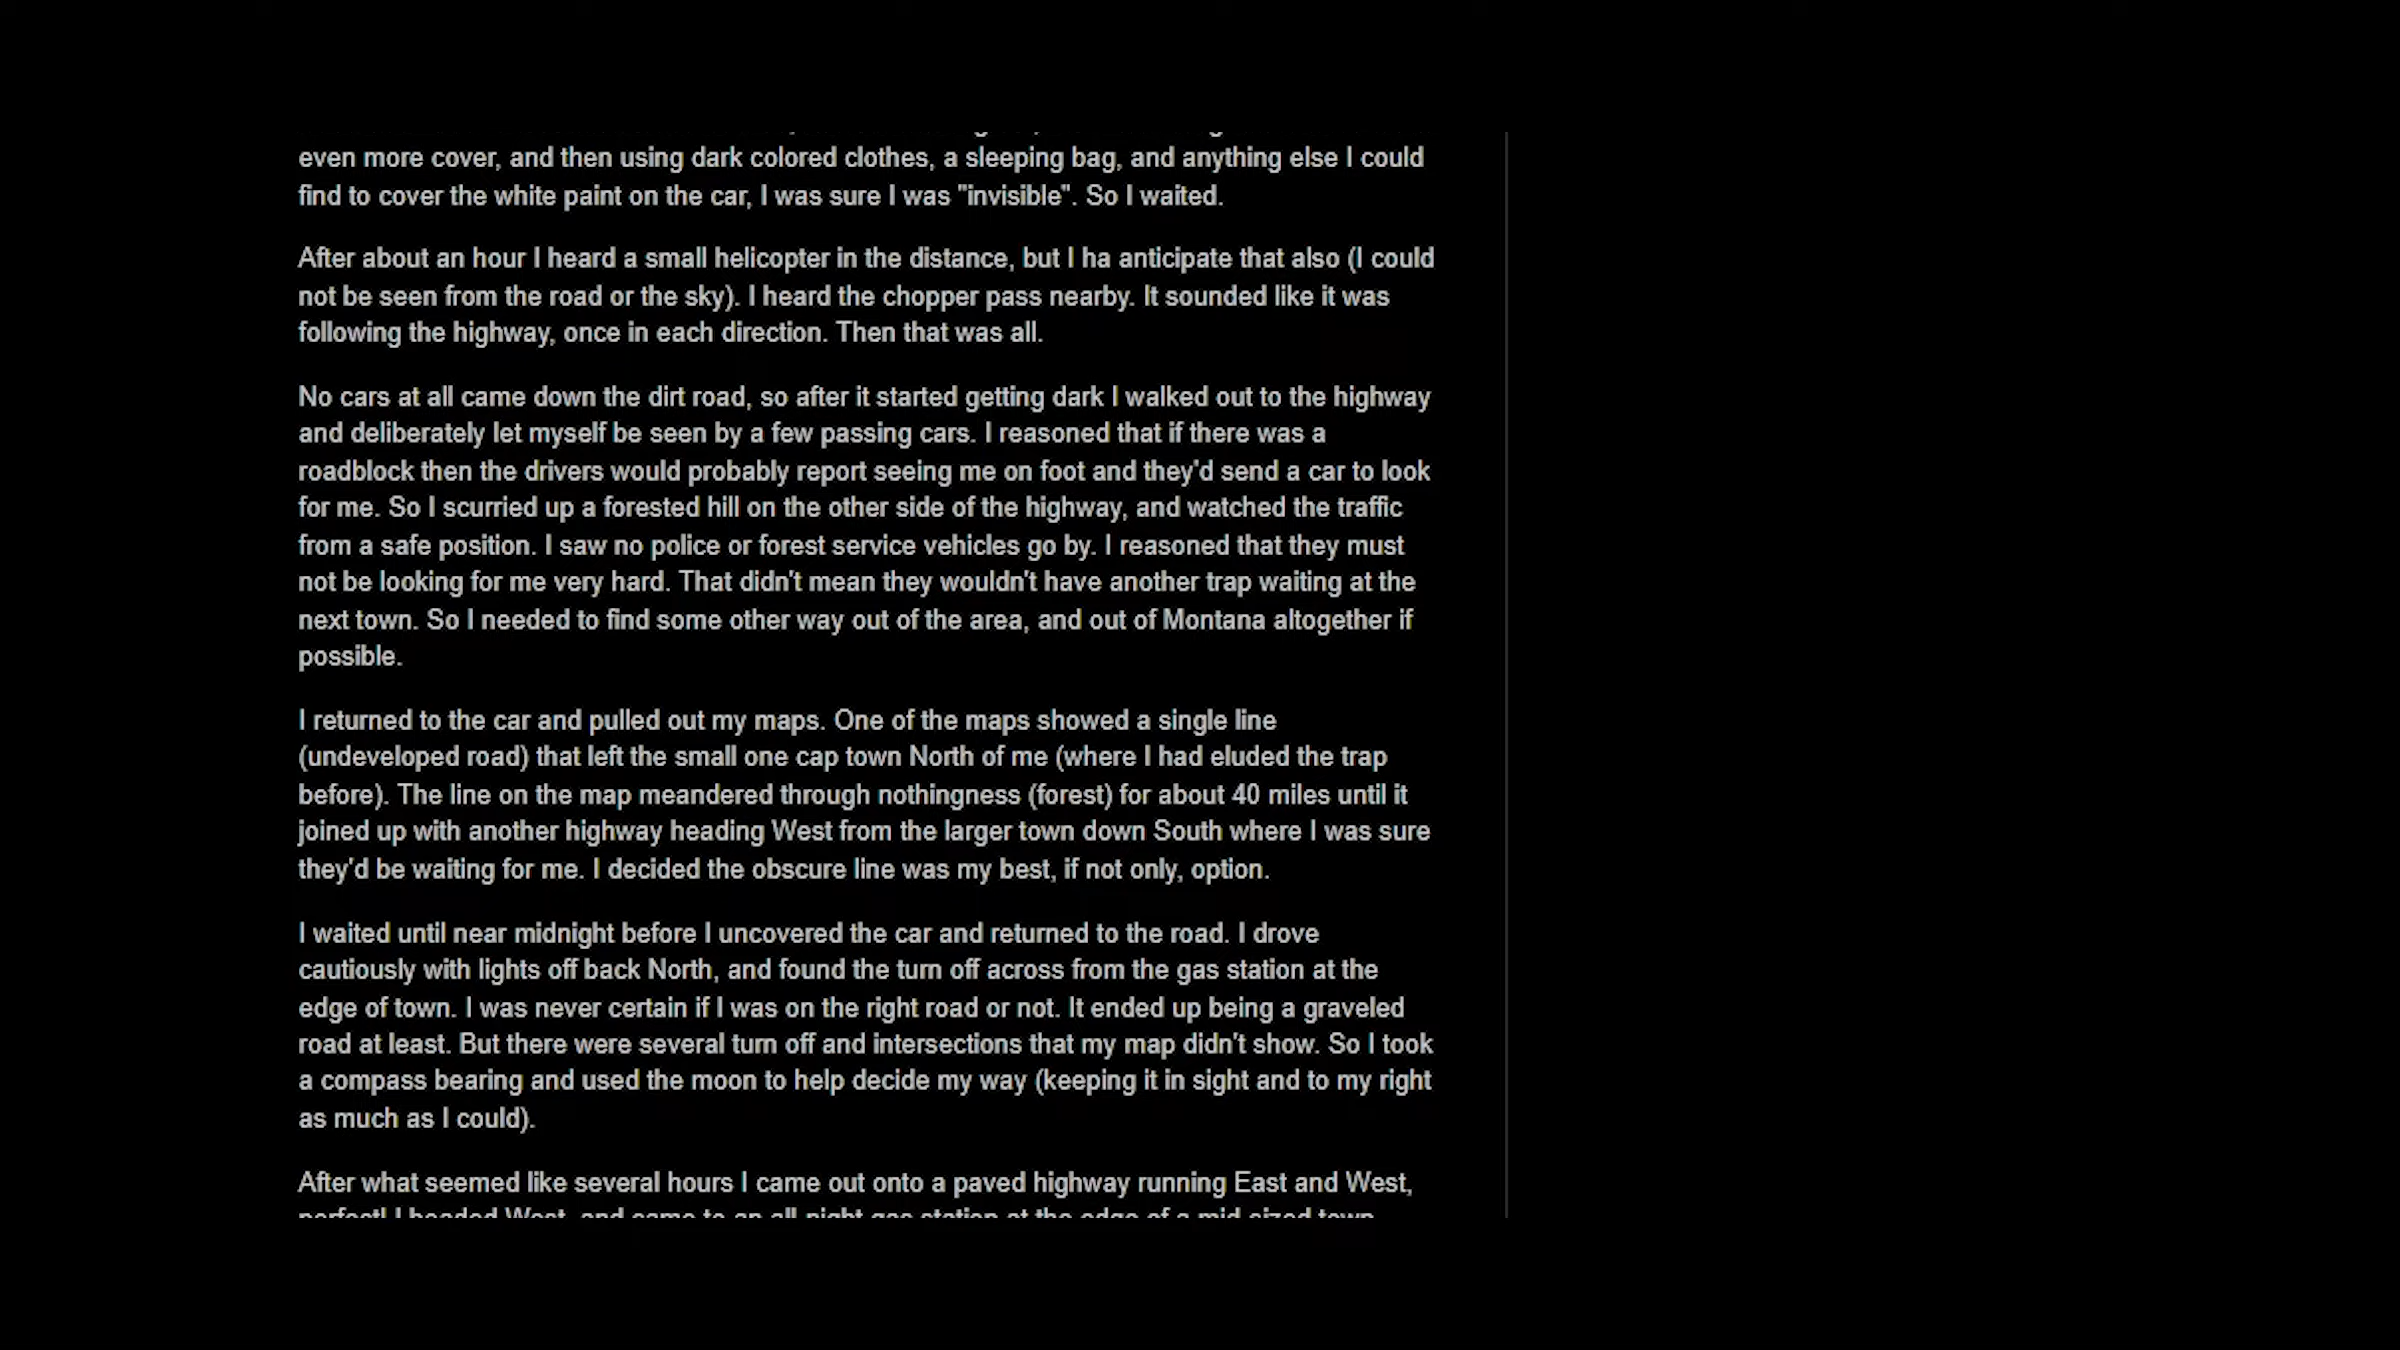 even more cover, and then using dark colored clothes, a sleeping bag, and anything else I could
find to cover the white paint on the car, I was sure I was "invisible". So I waited.
After about an hour I heard a small helicopter in the distance, but I ha anticipate that also (I could
not be seen from the road or the sky). I heard the chopper pass nearby. It sounded like it was
following the highway, once in each direction. Then that was all.
No cars at all came down the dirt road, so after it started getting dark I walked out to the highway
and deliberately let myself be seen by a few passing cars. I reasoned that if there was a
roadblock then the drivers would probably report seeing me on foot and they'd send a car to look
for me. So I scurried up a forested hill on the other side of the highway, and watched the traffic
from a safe position. I saw no police or forest service vehicles go by. I reasoned that they must
not be looking for me very hard. That didn't mean they wouldn't have another trap waiting at the
next town. So I needed to find some other way out of the area, and out of Montana altogether if
possible.
I returned to the car and pulled out my maps. One of the maps showed a single line
(undeveloped road) that left the small one cap town North of me (where I had eluded the trap
before). The line on the map meandered through nothingness (forest) for about 40 miles until it
joined up with another highway heading West from the larger town down South where I was sure
they'd be waiting for me. I decided the obscure line was my best, if not only, option.
I waited until near midnight before I uncovered the car and returned to the road. I drove
cautiously with lights off back North, and found the turn off across from the gas station at the
edge of town. I was never certain if I was on the right road or not. It ended up being a graveled
road at least. But there were several turn off and intersections that my map didn't show. So I took
a compass bearing and used the moon to help decide my way (keeping it in sight and to my right
as much as I could).
After what seemed like several hours I came out onto a paved highway running East and West,
perfect! I headed West, and came to an all night gas station at the edge of a mid sized town